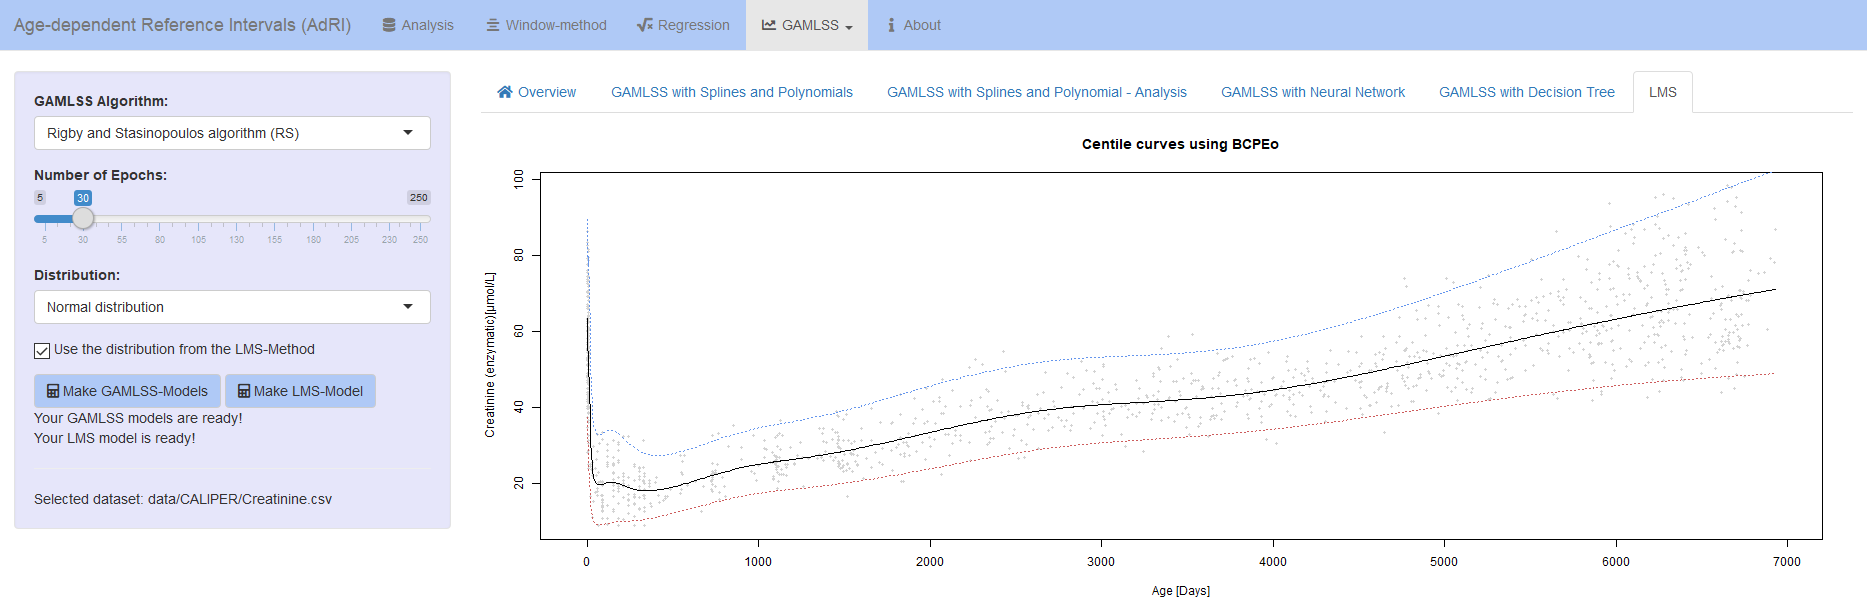 Age-dependent Reference Intervals (AdRI) Analysis Window-method Regression GAMLSS About
GAMLSS Algorithm:
Rigby and Stasinopoulos algorithm (RS)
Number of Epochs:
5 30 250
5 30 55 80 105 130 155 180 205 230 250
Distribution:
Normal distribution
Use the distribution from the LMS-Method
Make GAMLSS-Models Make LMS-Model
Your GAMLSS models are ready!
Your LMS model is ready!
Selected dataset: data/CALIPER/Creatinine.csv
Overview GAMLSS with Splines and Polynomials GAMLSS with Splines and Polynomial - Analysis GAMLSS with Neural Network GAMLSS with Decision Tree LMS
Centile curves using BCPEo
Creatinine (enzymatic)[µmol/L]
100
80
60
40
20
0 1000 2000 3000 4000 5000 6000 7000
Age [Days]